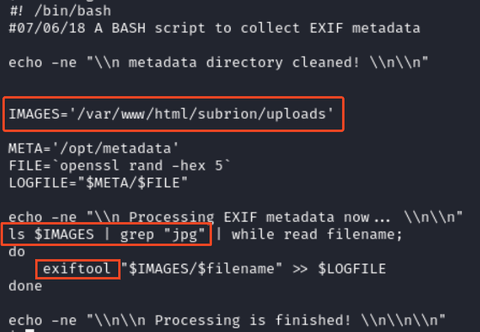 #! /bin/bash
#07/06/18 A BASH script to collect EXIF metadata
echo -ne "\\n metadata directory cleaned! \\n\\n"
IMAGES='/var/www/html/subrion/uploads'
META='/opt/metadata'
FILE=`openssl rand -hex 5`
LOGFILE="$META/$FILE"
echo -ne "\\n Processing EXIF metadata now... \\n\\n"
ls $IMAGES | grep "jpg" | while read filename;
do
exiftool "$IMAGES/$filename" >> $LOGFILE
done
echo -ne "\\n\\n Processing is finished! \\n\\n\\n"